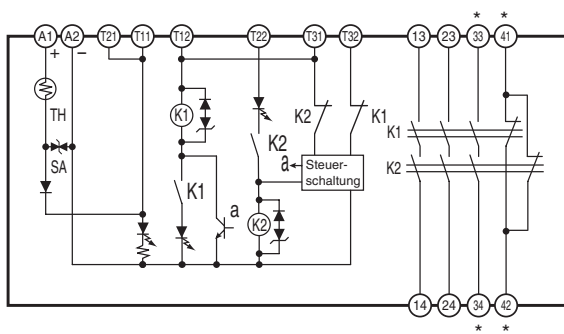 * *
A1 A2 T21 T11 T12 T22 T31 T32 13 23 33 41
+ −
TH
K1
K2 K1
K2
a
Steuer-
schaltung
K1
SA
K2
K1
a
K2
14 24 34 42
* *